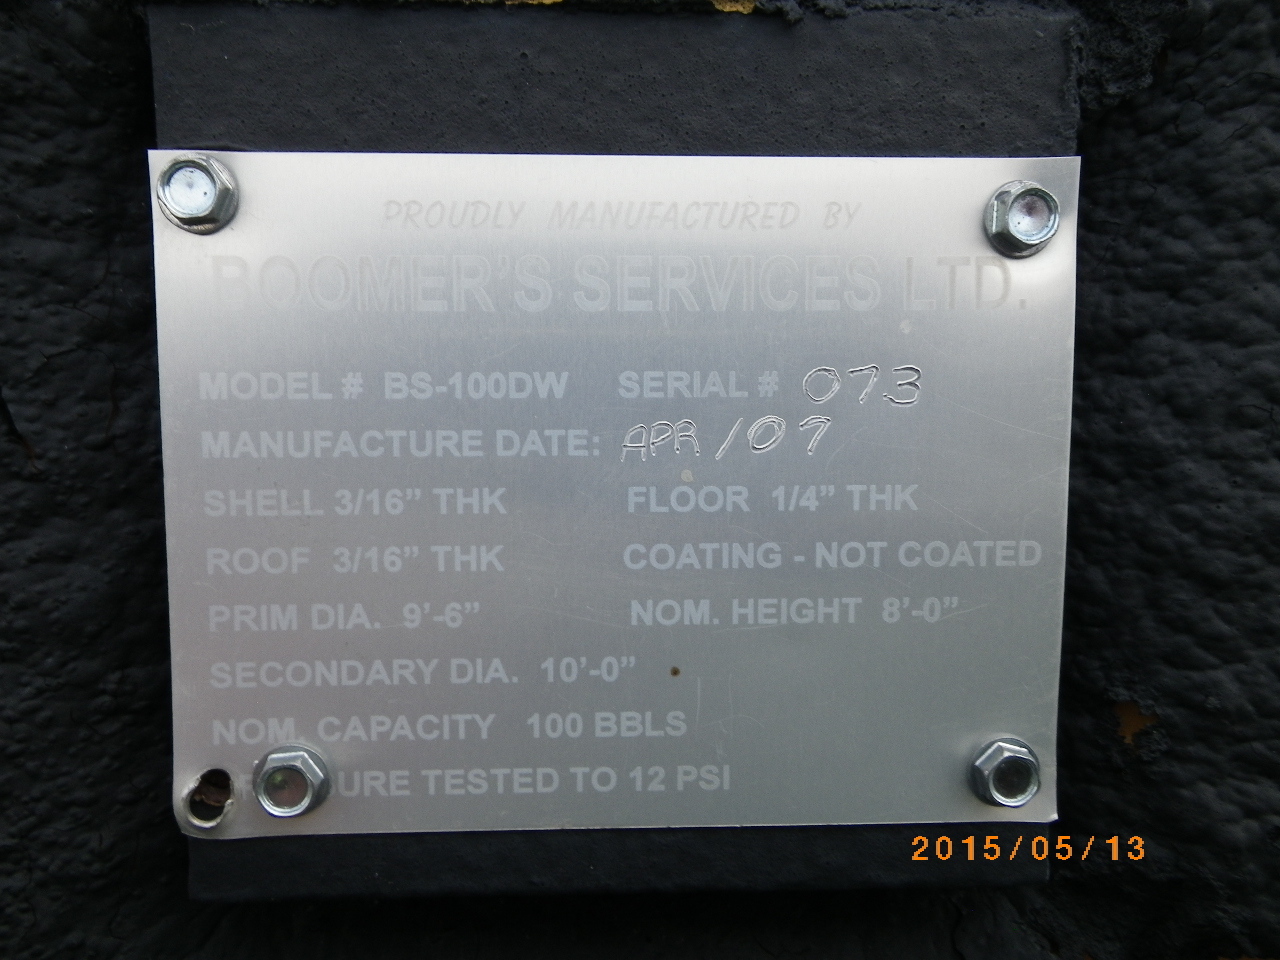 PROUDLY MANUFACTURED BY
BOOMER'S SERVICES LTD.
MODEL # BS-100DW SERIAL # 073
MANUFACTURE DATE: APR/09
SHELL 3/16" THK FLOOR 1/4" THK
ROOF 3/16" THK COATING - NOT COATED
PRIM DIA. 9'-6" NOM. HEIGHT 8'-0"
SECONDARY DIA. 10'-0"
NOM. CAPACITY 100 BBLS
TESTED TO 12 PSI
2015/05/13